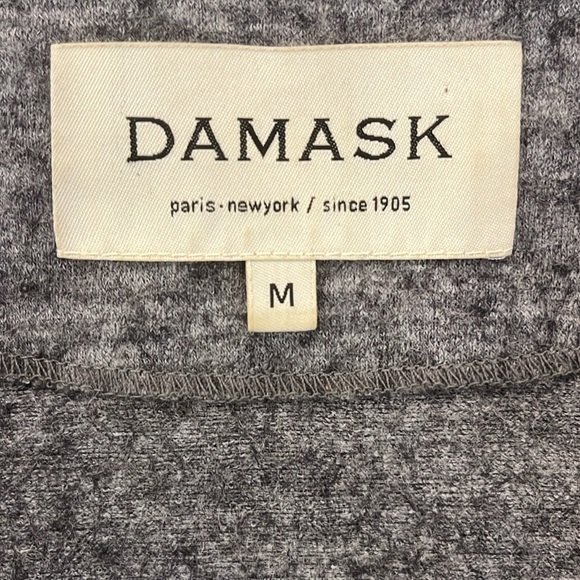 DAMASK
paris·newyork / since 1905
M